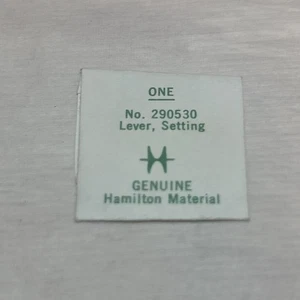 ONE
No. 290530
Lever, Setting
GENUINE
Hamilton Material